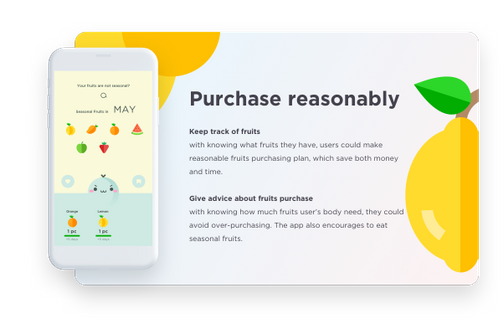 Your fruits are not seasonal?
Seasonal fruits in MAY
Orange Lemon
1 pc 1 pc
Purchase reasonably
Keep track of fruits
with knowing what fruits they have, users could make
reasonable fruits purchasing plan, which save both money
and time.
Give advice about fruits purchase
with knowing how much fruits user's body need, they could
avoid over-purchasing. The app also encourages to eat
seasonal fruits.